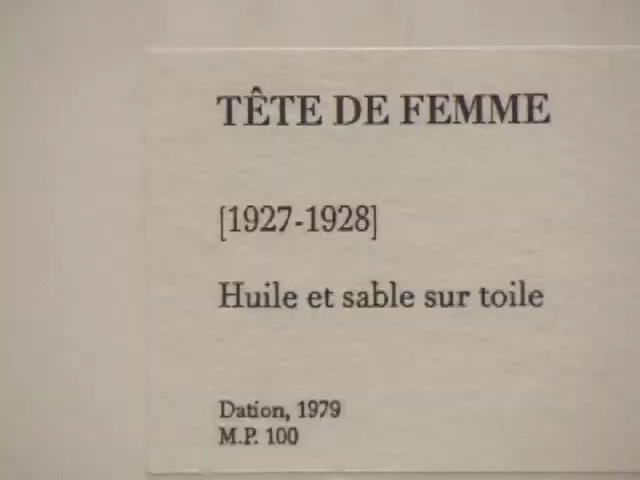 TÊTE DE FEMME
[1927-1928]
Huile et sable sur toile
Dation, 1979
M.P. 100